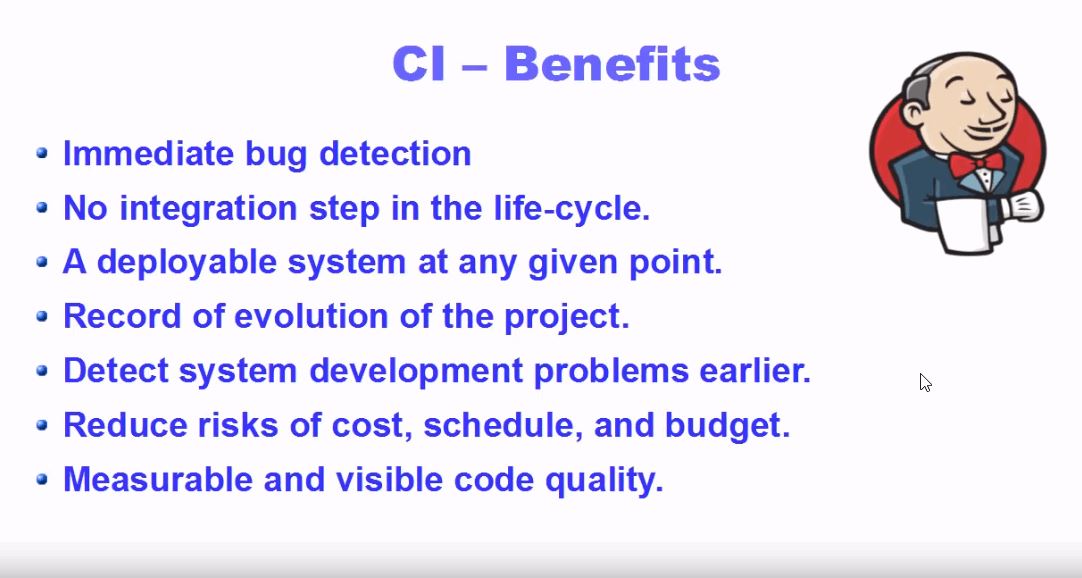 CI – Benefits
Immediate bug detection
No integration step in the life-cycle.
A deployable system at any given point.
Record of evolution of the project.
Detect system development problems earlier.
Reduce risks of cost, schedule, and budget.
Measurable and visible code quality.